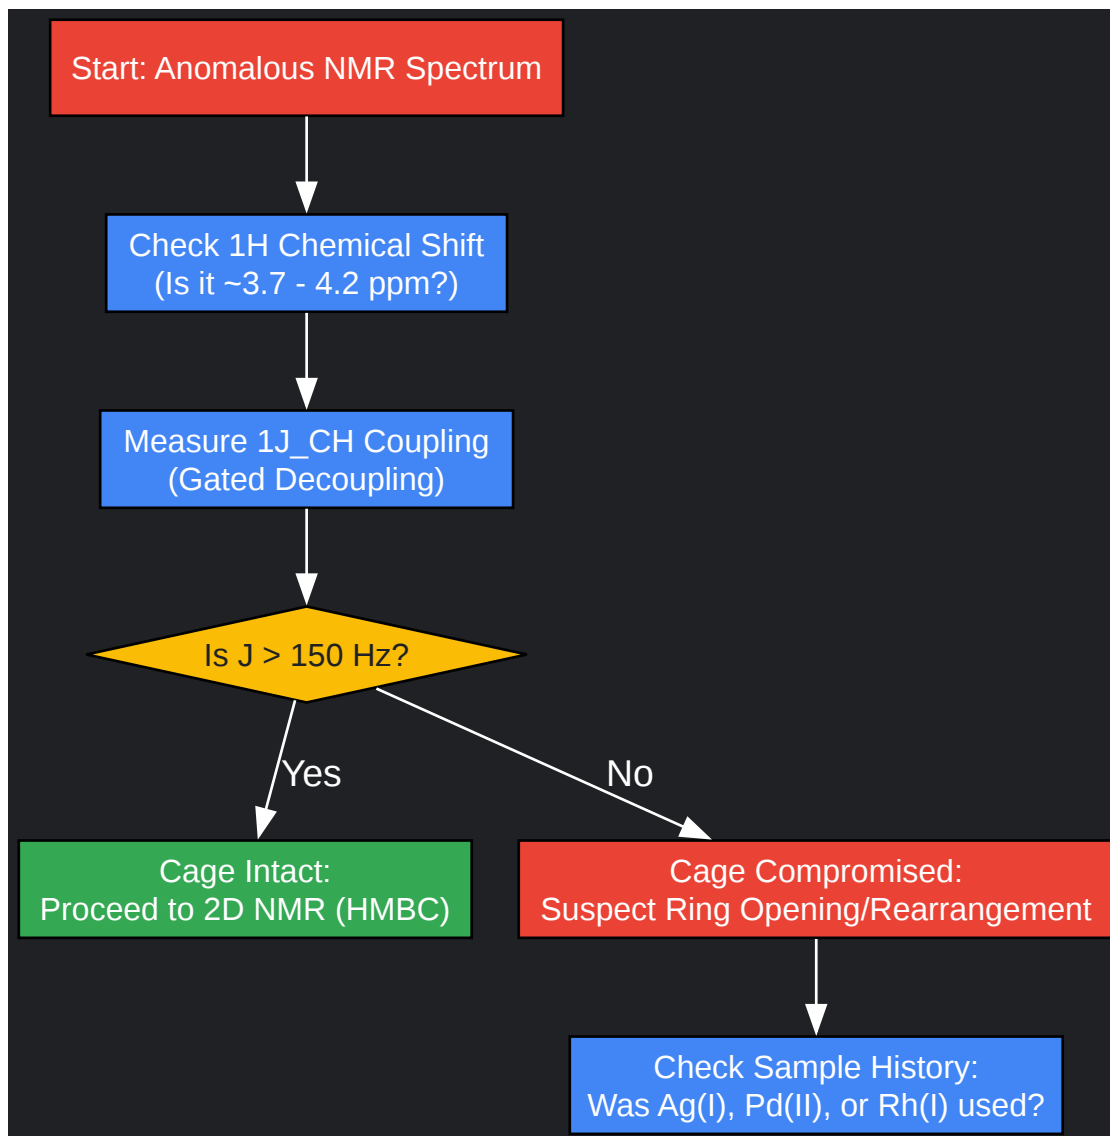 Start: Anomalous NMR Spectrum
Check 1H Chemical Shift
(Is it ~3.7 - 4.2 ppm?)
Measure 1J_CH Coupling
(Gated Decoupling)
Is J > 150 Hz?
Yes
No
Cage Intact:
Proceed to 2D NMR (HMBC)
Cage Compromised:
Suspect Ring Opening/Rearrangement
Check Sample History:
Was Ag(I), Pd(II), or Rh(I) used?